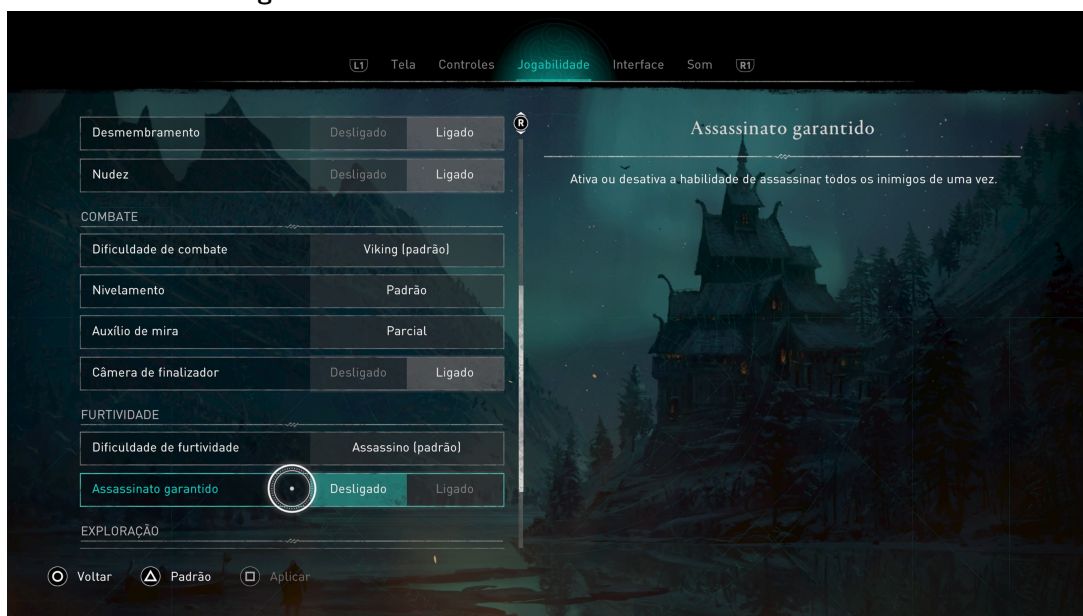 g
L1 Tela Controles Jogabilidade Interface Som R1
Desmembramento Desligado Ligado
R
Nudez Desligado Ligado
COMBATE
Dificuldade de combate Viking (padrão)
Nivelamento Padrão
Auxílio de mira Parcial
Câmera de finalizador Desligado Ligado
FURTIVIDADE
Dificuldade de furtividade Assassino (padrão)
Assassinato garantido Desligado Ligado
EXPLORAÇÃO
Assassinato garantido
Ativa ou desativa a habilidade de assassinar todos os inimigos de uma vez.
Voltar Padrão Aplicar